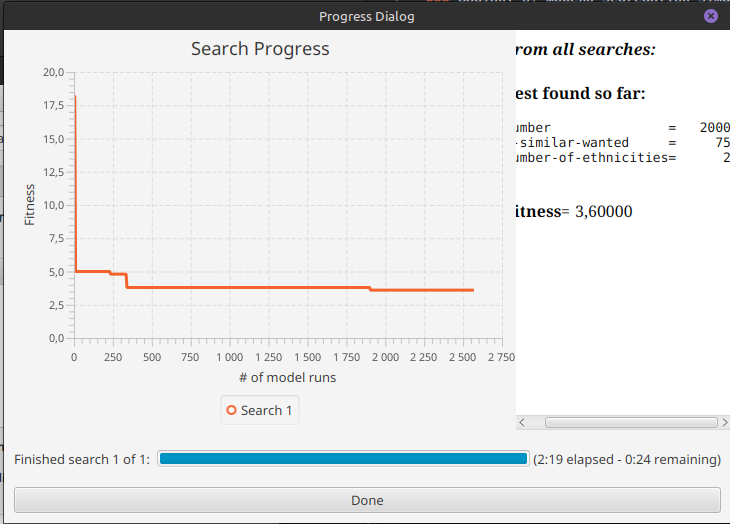 Progress Dialog
Search Progress
20,0
17,5
15,0
12,5
10,0
7,5
5,0
2,5
0,0
Fitness
0 250 500 750 1 000 1 250 1 500 1 750 2 000 2 250 2 500 2 750
# of model runs
Search 1
rom all searches:
est found so far:
umber = 2000
-similar-wanted = 75
umber-of-ethnicities= 2
itness= 3,60000
Finished search 1 of 1: (2:19 elapsed - 0:24 remaining)
Done